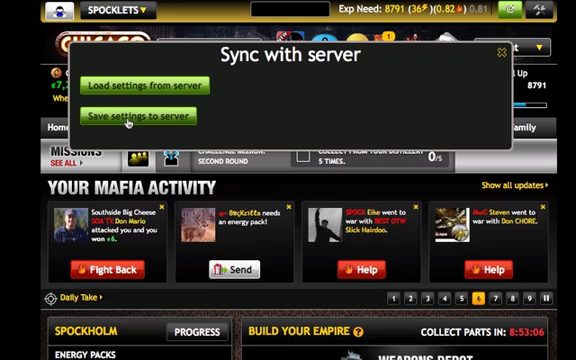 SPOCKLETS
Exp Need: 8791 (36⚡)(0.82🔥) 0.81
CHICAGO
Sync with server
Load settings from server
Save settings to server
8791
Home
MISSIONS
SEE ALL
CHALLENGE MISSION:
SECOND ROUND
COLLECT FROM YOUR DISTILLERY
5 TIMES.
0/5
YOUR MAFIA ACTIVITY
Show all updates
Southside Big Cheese
SOA TX Don Mario
attacked you and you
won
Fight Back
needs
an energy pack!
Send
SPOCK Elke went to
war with BEST OTW
Slick Hairdoo.
Help
Steven went to
war with Don CHORE.
Help
Daily Take
1 2 3 4 5 6 7 8 9
SPOCKHOLM
PROGRESS
ENERGY PACKS
BUILD YOUR EMPIRE
COLLECT PARTS IN: 8:53:06
WEAPONS DEPOT